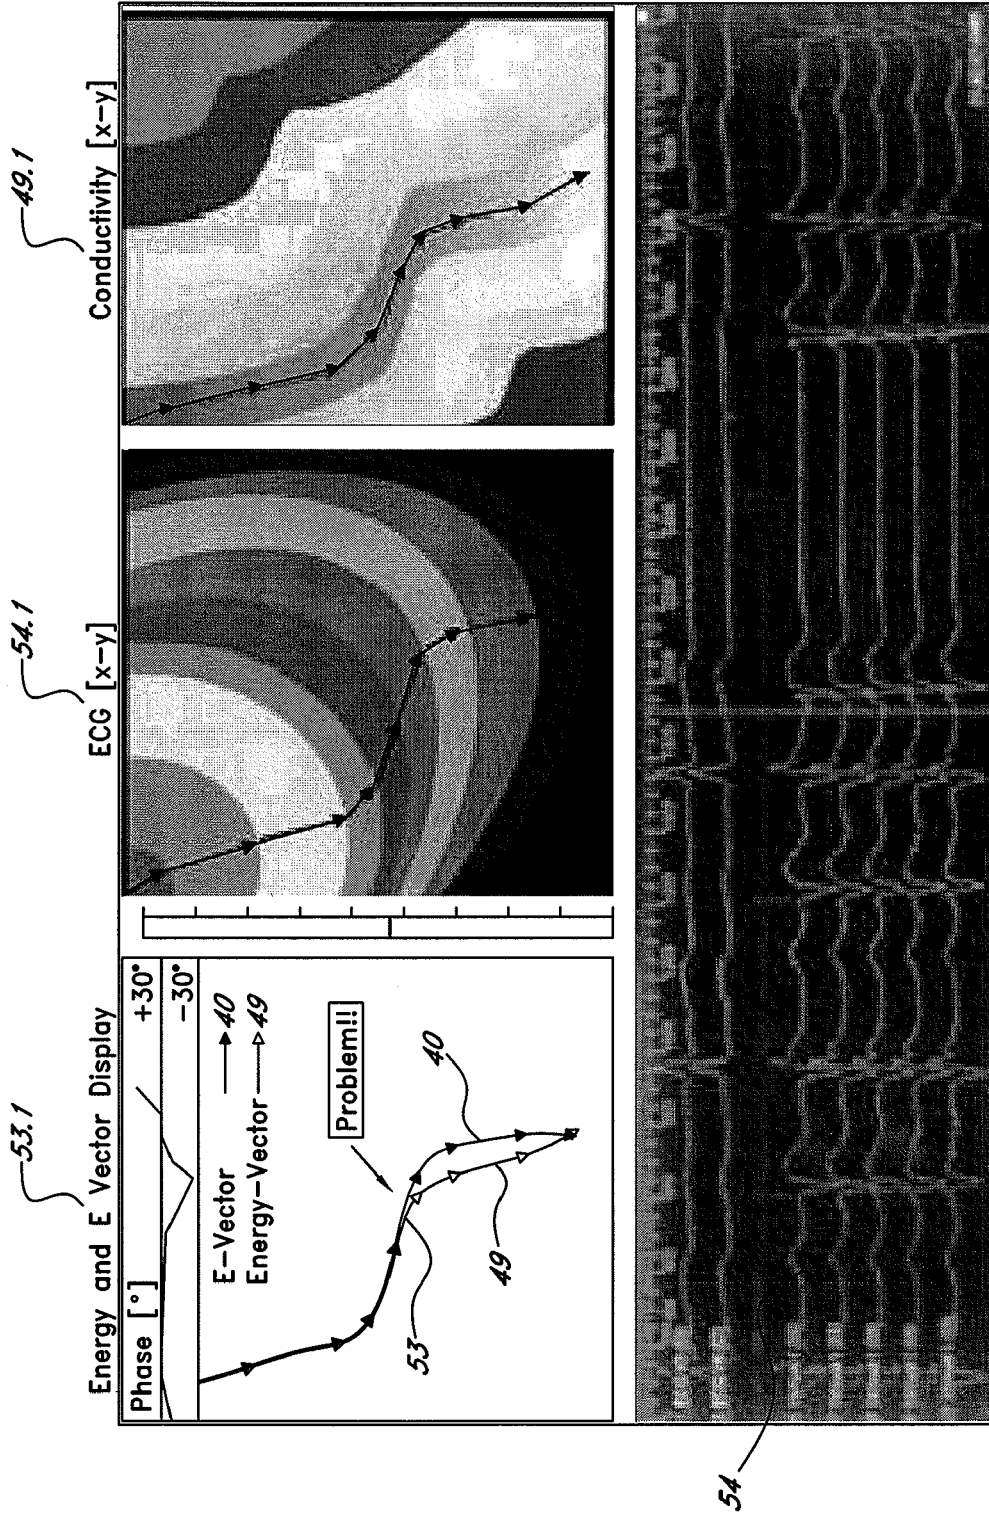 53.1
Energy and E Vector Display
Phase [°]
+30°
-30°
E-Vector 40
Energy-Vector 49
Problem!!
40
53
49
54.1
ECG [x-y]
49.1
Conductivity [x-y]
54